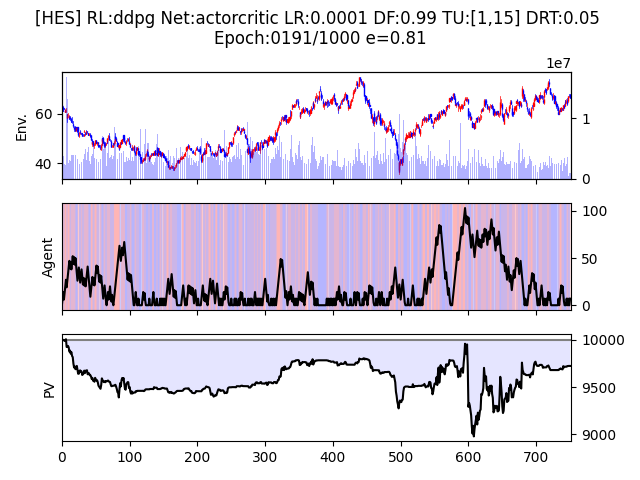 [HES] RL:ddpg Net:actorcritic LR:0.0001 DF:0.99 TU:[1,15] DRT:0.05
Epoch:0191/1000 e=0.81
1e7
Env.
60
40
1
0
Agent
100
50
0
PV
10000
9500
9000
0 100 200 300 400 500 600 700